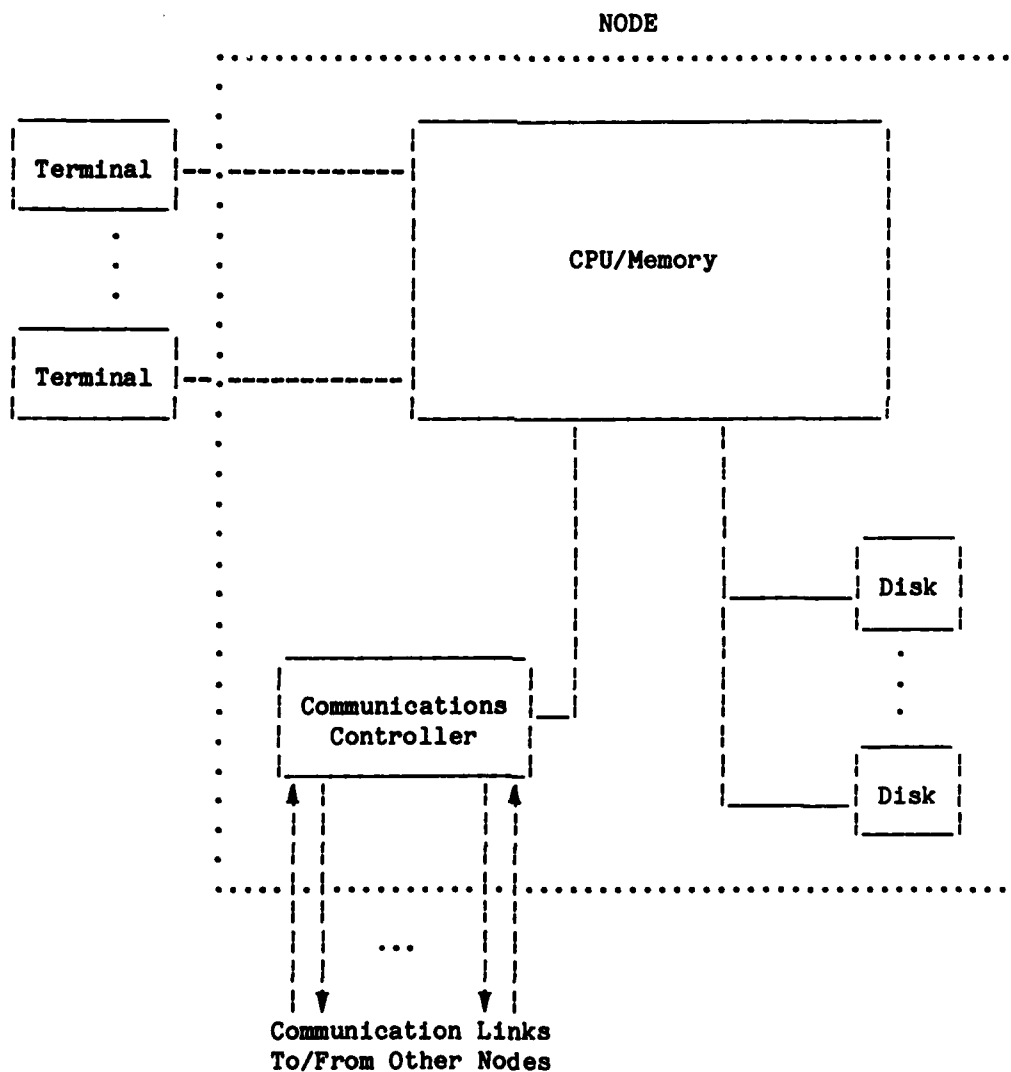 NODE
Terminal
CPU/Memory
Terminal
Disk
Communications
Controller
Disk
...
Communication Links
To/From Other Nodes